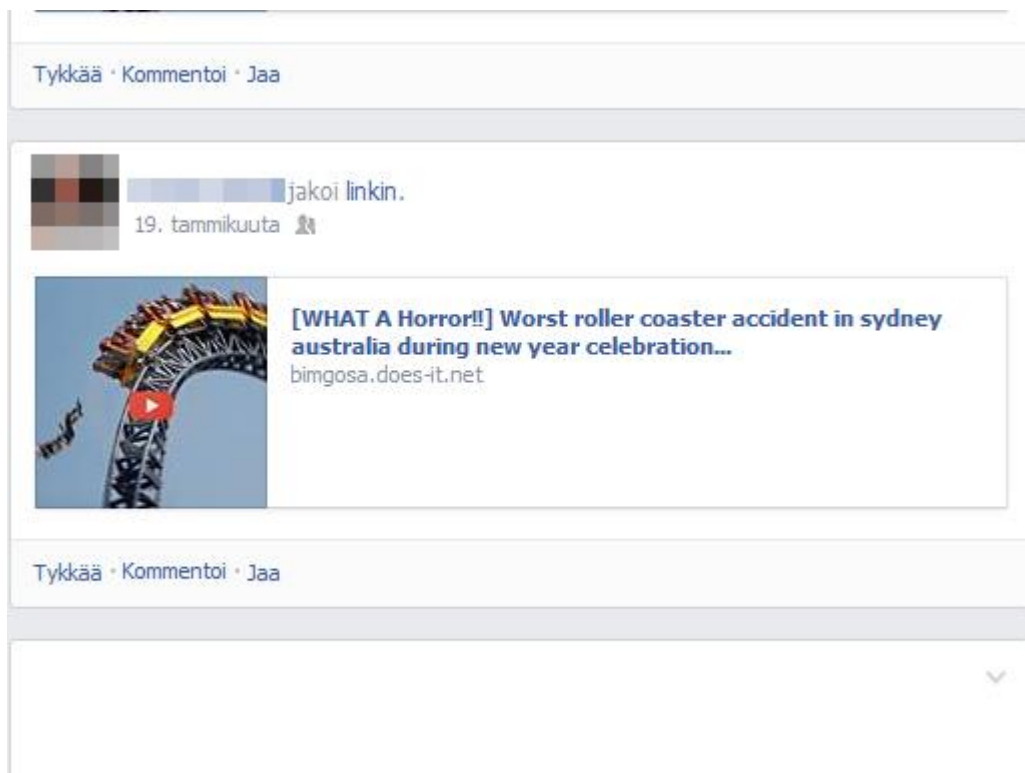 Tykkää · Kommentoi · Jaa
jakoi linkin.
19. tammikuuta
[WHAT A Horror!!] Worst roller coaster accident in sydney
australia during new year celebration...
bimgosa.does-it.net
Tykkää · Kommentoi · Jaa